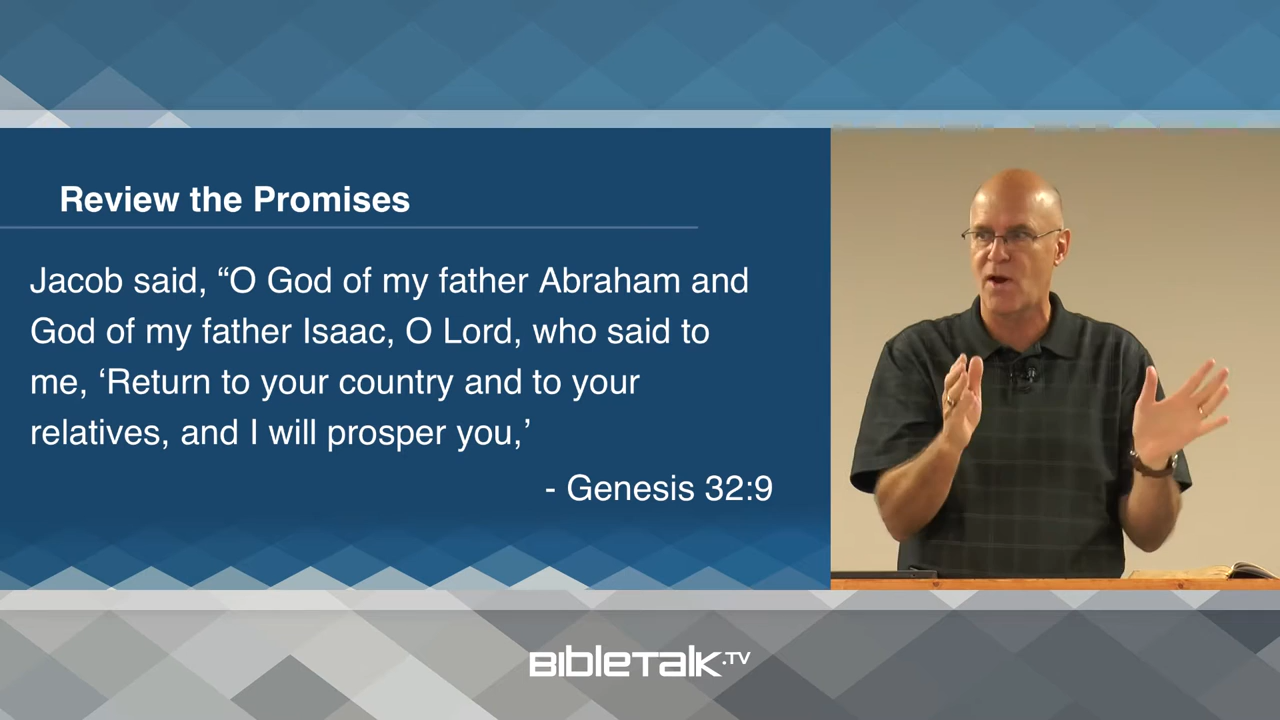 Review the Promises
Jacob said, “O God of my father Abraham and
God of my father Isaac, O Lord, who said to
me, ‘Return to your country and to your
relatives, and I will prosper you,’
- Genesis 32:9
BIBLETALK.TV